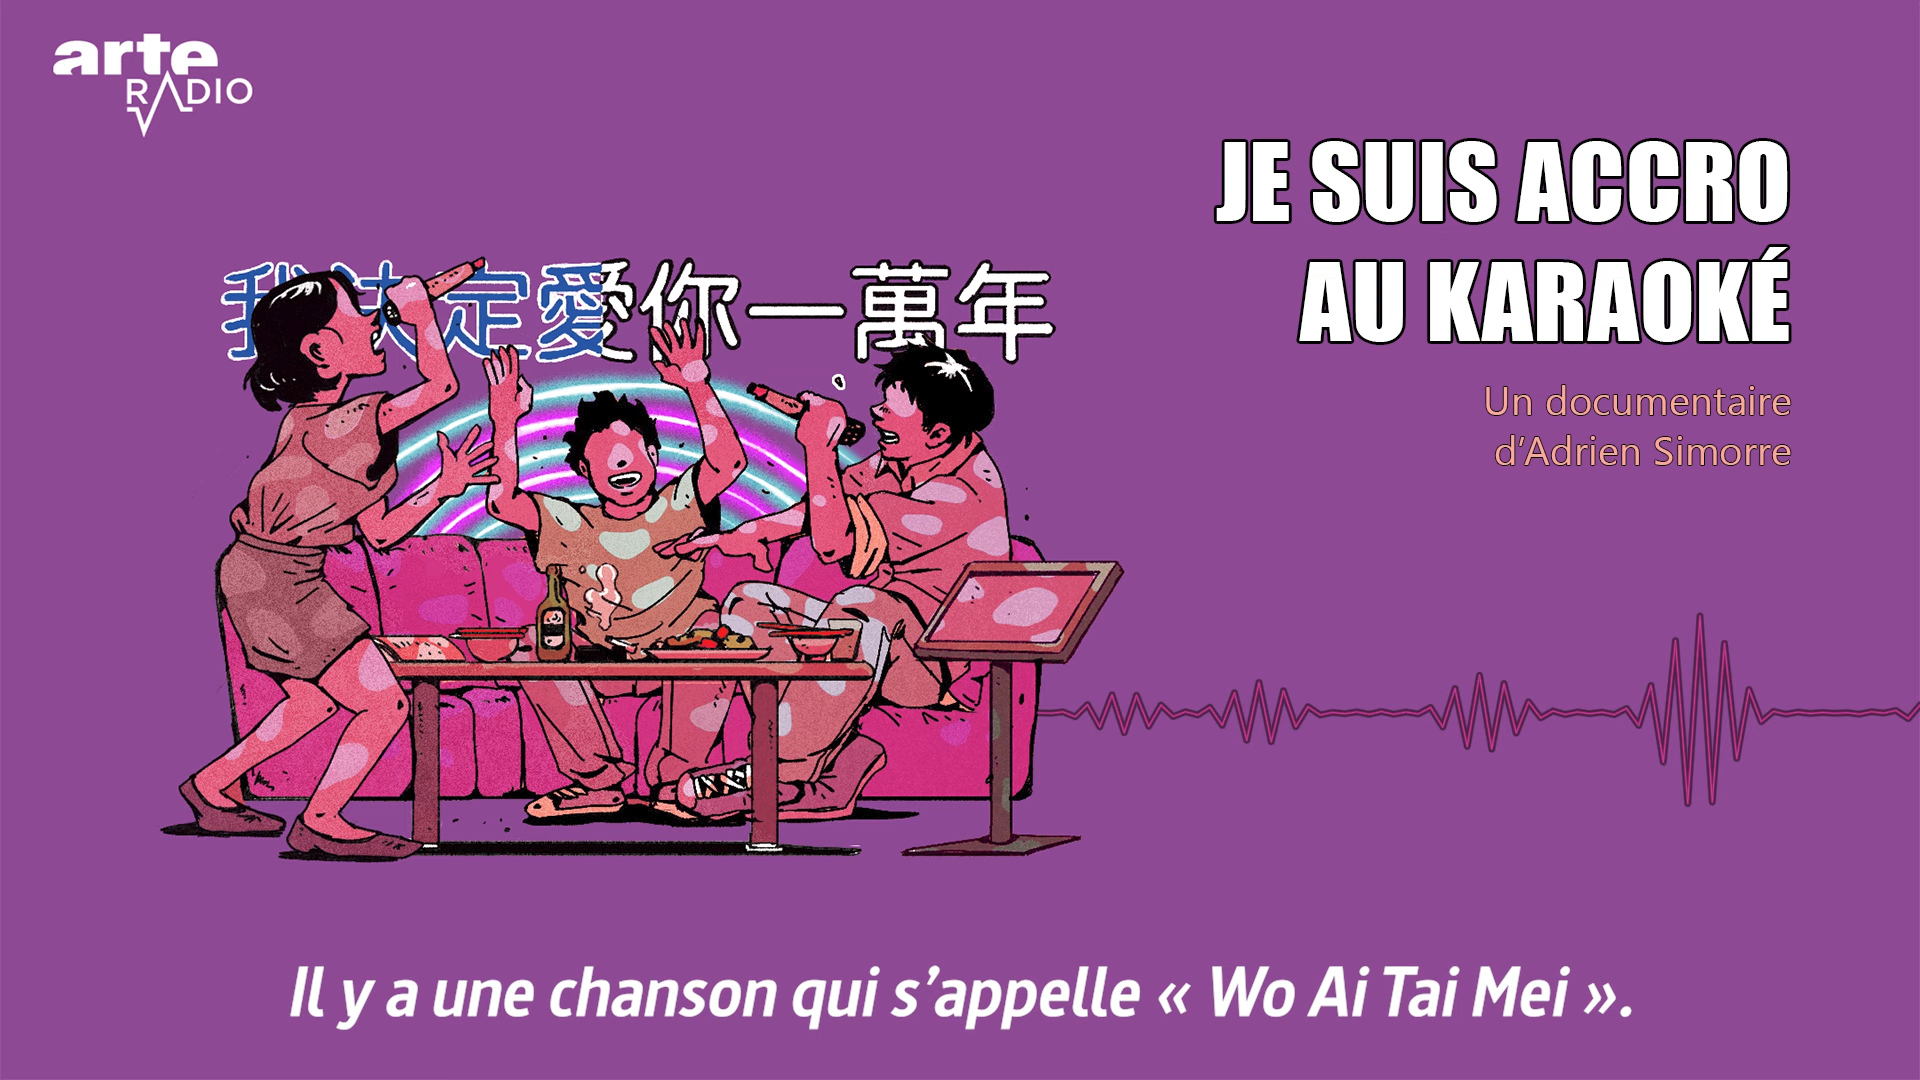 arte
RADIO
JE SUIS ACCRO
AU KARAOKÉ
Un documentaire
d'Adrien Simorre
我決定愛你一萬年
Il y a une chanson qui s'appelle « Wo Ai Tai Mei ».